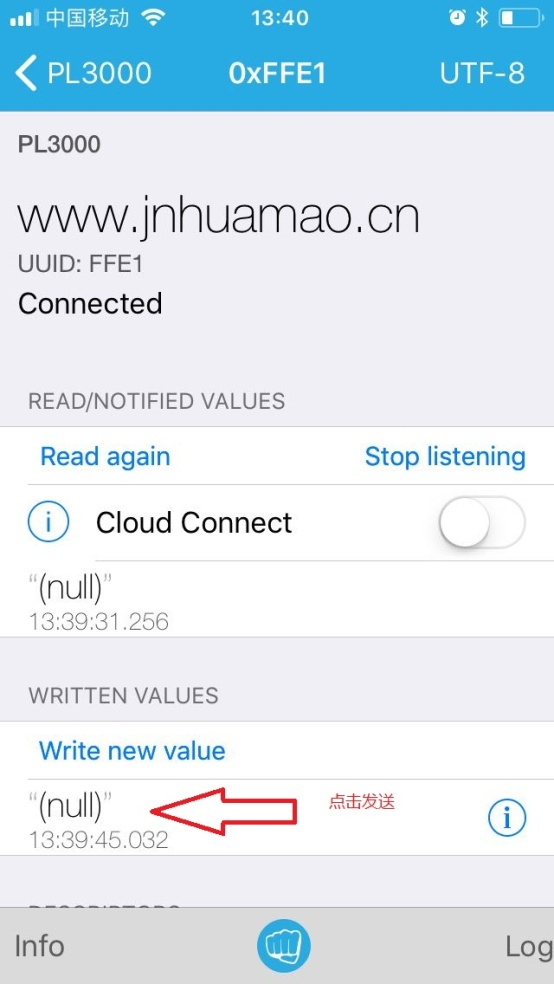 中国移动 13:40
PL3000 0xFFE1 UTF-8
PL3000
www.jnhuamao.cn
UUID: FFE1
Connected
READ/NOTIFIED VALUES
Read again Stop listening
Cloud Connect
“(null)”
13:39:31.256
WRITTEN VALUES
Write new value
“(null)” 点击发送
13:39:45.032
DESCRIPTORS
Info Log